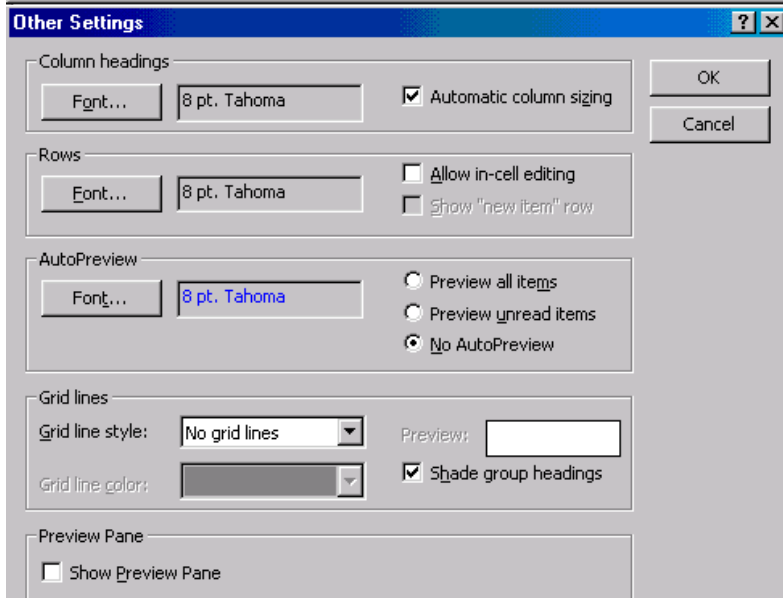 Other Settings
Column headings
Font... 8 pt. Tahoma Automatic column sizing
OK
Cancel
Rows
Font... 8 pt. Tahoma Allow in-cell editing
Show "new item" row
AutoPreview
Font... 8 pt. Tahoma Preview all items
Preview unread items
No AutoPreview
Grid lines
Grid line style: No grid lines Preview:
Grid line color: Shade group headings
Preview Pane
Show Preview Pane